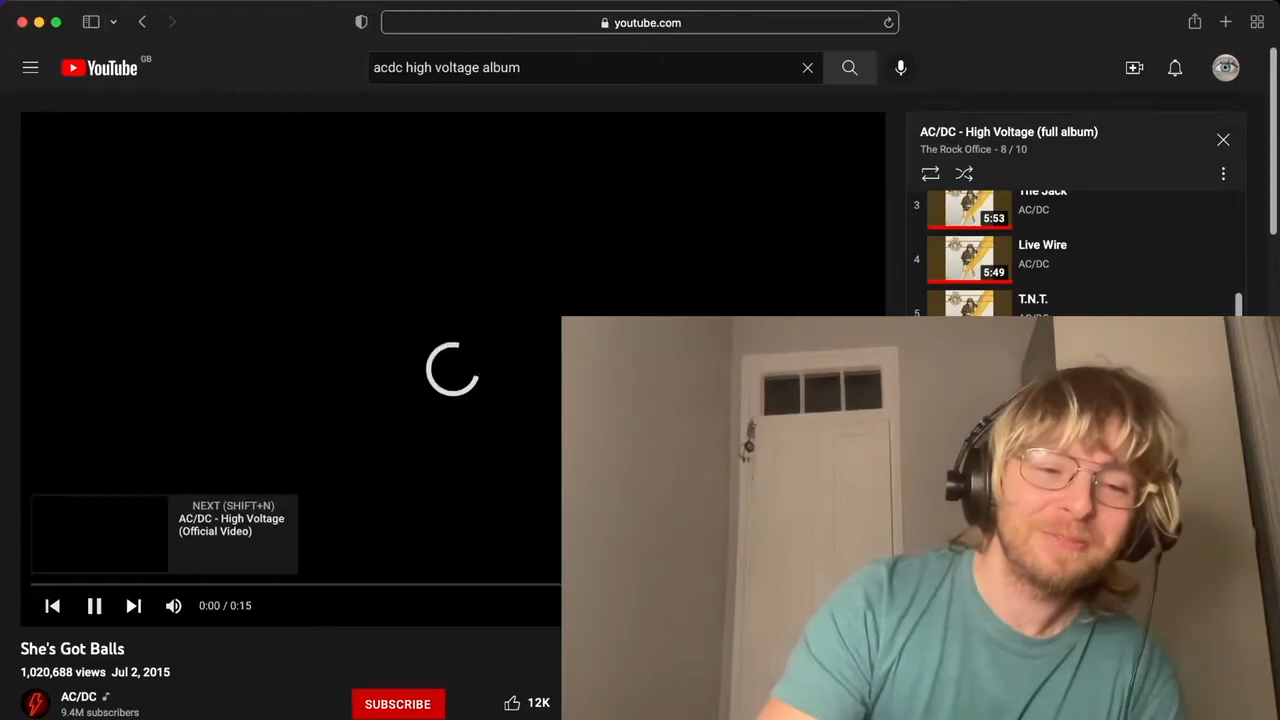 youtube.com
YouTube GB
acdc high voltage album
AC/DC - High Voltage (full album)
The Rock Office - 8 / 10
3
The Jack
5:53
AC/DC
4
Live Wire
5:49
AC/DC
5
T.N.T.
NEXT (SHIFT+N)
AC/DC - High Voltage
(Official Video)
0:00 / 0:15
She's Got Balls
1,020,688 views Jul 2, 2015
AC/DC
9.4M subscribers
SUBSCRIBE
12K